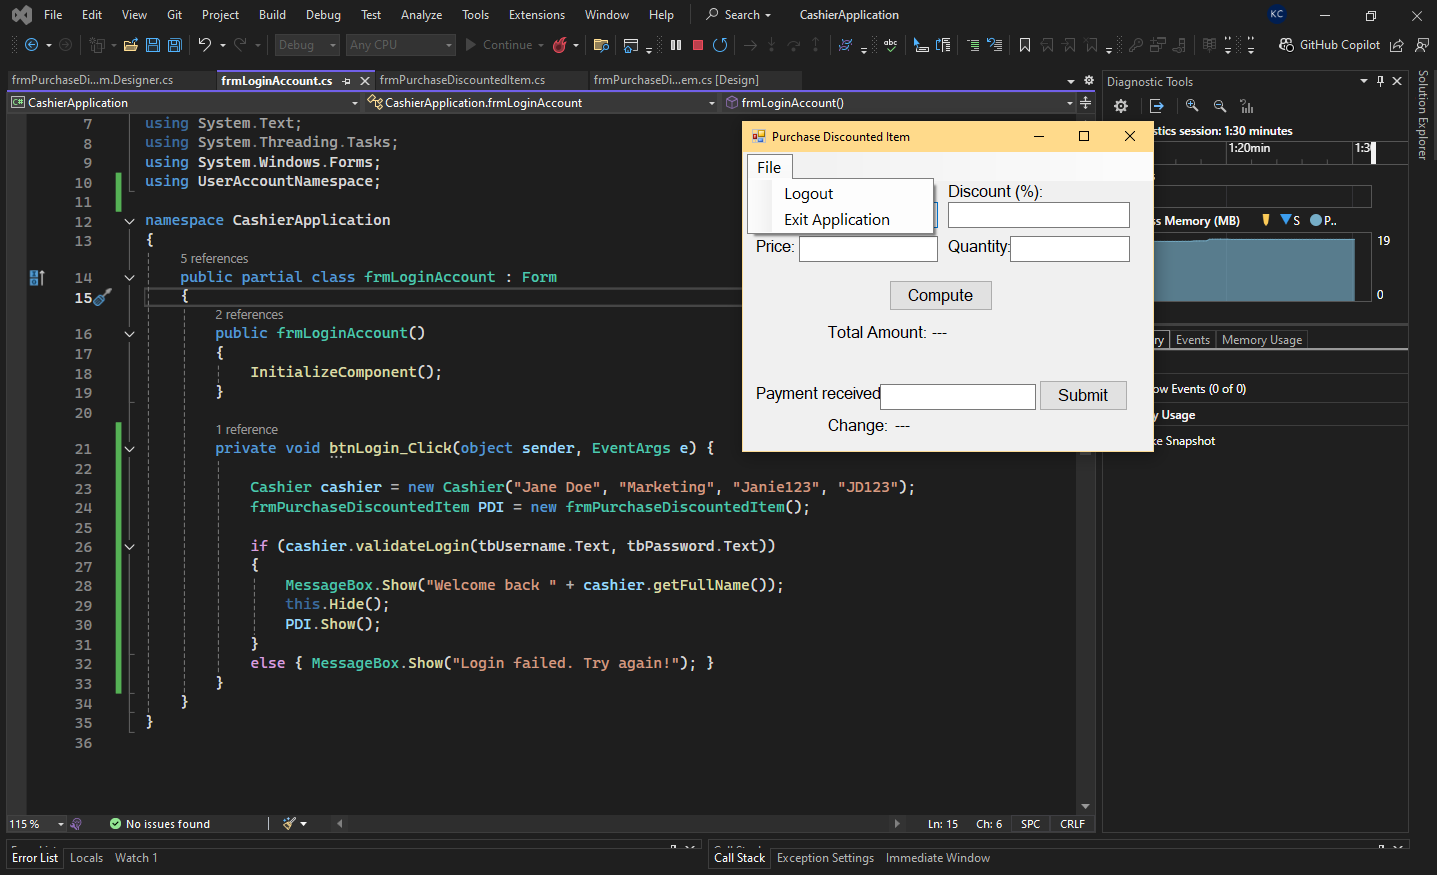 File Edit View Git Project Build Debug Test Analyze Tools Extensions Window Help Search CashierApplication KC
Debug Any CPU Continue GitHub Copilot
frmPurchaseDi...m.Designer.cs frmLoginAccount.cs frmPurchaseDiscountedItem.cs frmPurchaseDi...em.cs [Design]
CashierApplication CashierApplication.frmLoginAccount frmLoginAccount()
7 using System.Text;
8 using System.Threading.Tasks;
9 using System.Windows.Forms;
10 using UserAccountNamespace;
11
12 namespace CashierApplication
13 {
5 references
14 public partial class frmLoginAccount : Form
15 {
2 references
16 public frmLoginAccount()
17 {
18 InitializeComponent();
19 }
20
1 reference
21 private void btnLogin_Click(object sender, EventArgs e) {
22
23 Cashier cashier = new Cashier("Jane Doe", "Marketing", "Janie123", "JD123");
24 frmPurchaseDiscountedItem PDI = new frmPurchaseDiscountedItem();
25
26 if (cashier.validateLogin(tbUsername.Text, tbPassword.Text))
27 {
28 MessageBox.Show("Welcome back " + cashier.getFullName());
29 this.Hide();
30 PDI.Show();
31 }
32 else { MessageBox.Show("Login failed. Try again!"); }
33 }
34 }
35 }
36
115 % No issues found Ln: 15 Ch: 6 SPC CRLF
Error List Locals Watch 1
Call Stack Exception Settings Immediate Window
Purchase Discounted Item
File
Logout
Exit Application
Discount (%):
Price: Quantity:
Compute
Total Amount: ---
Payment received Submit
Change: ---
Diagnostic Tools
stics session: 1:30 minutes
1:20min 1:3
s Memory (MB) S P..
19
0
ry Events Memory Usage
ow Events (0 of 0)
y Usage
e Snapshot
Solution Explorer